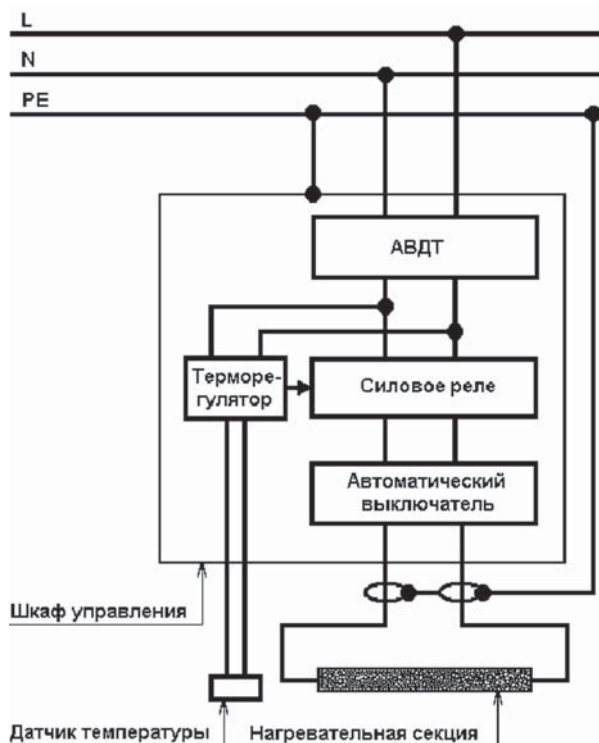 L
N
PE
АВДТ
Терморе-
гулятор
Силовое реле
Автоматический
выключатель
Шкаф управления
Датчик температуры
Нагревательная секция